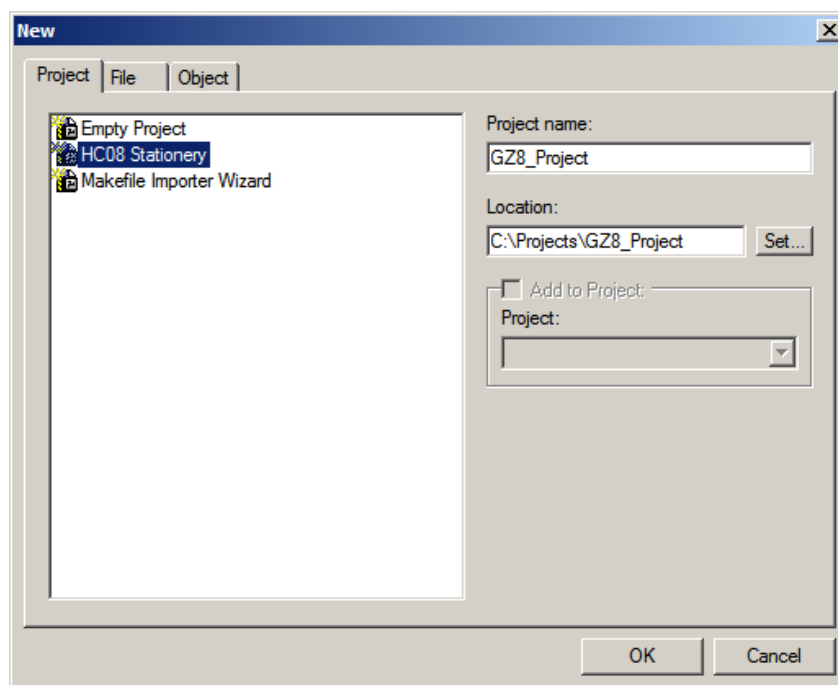 New
Project File Object
Empty Project
HC08 Stationery
Makefile Importer Wizard
Project name:
GZ8_Project
Location:
C:\Projects\GZ8_Project Set...
Add to Project:
Project:
OK Cancel